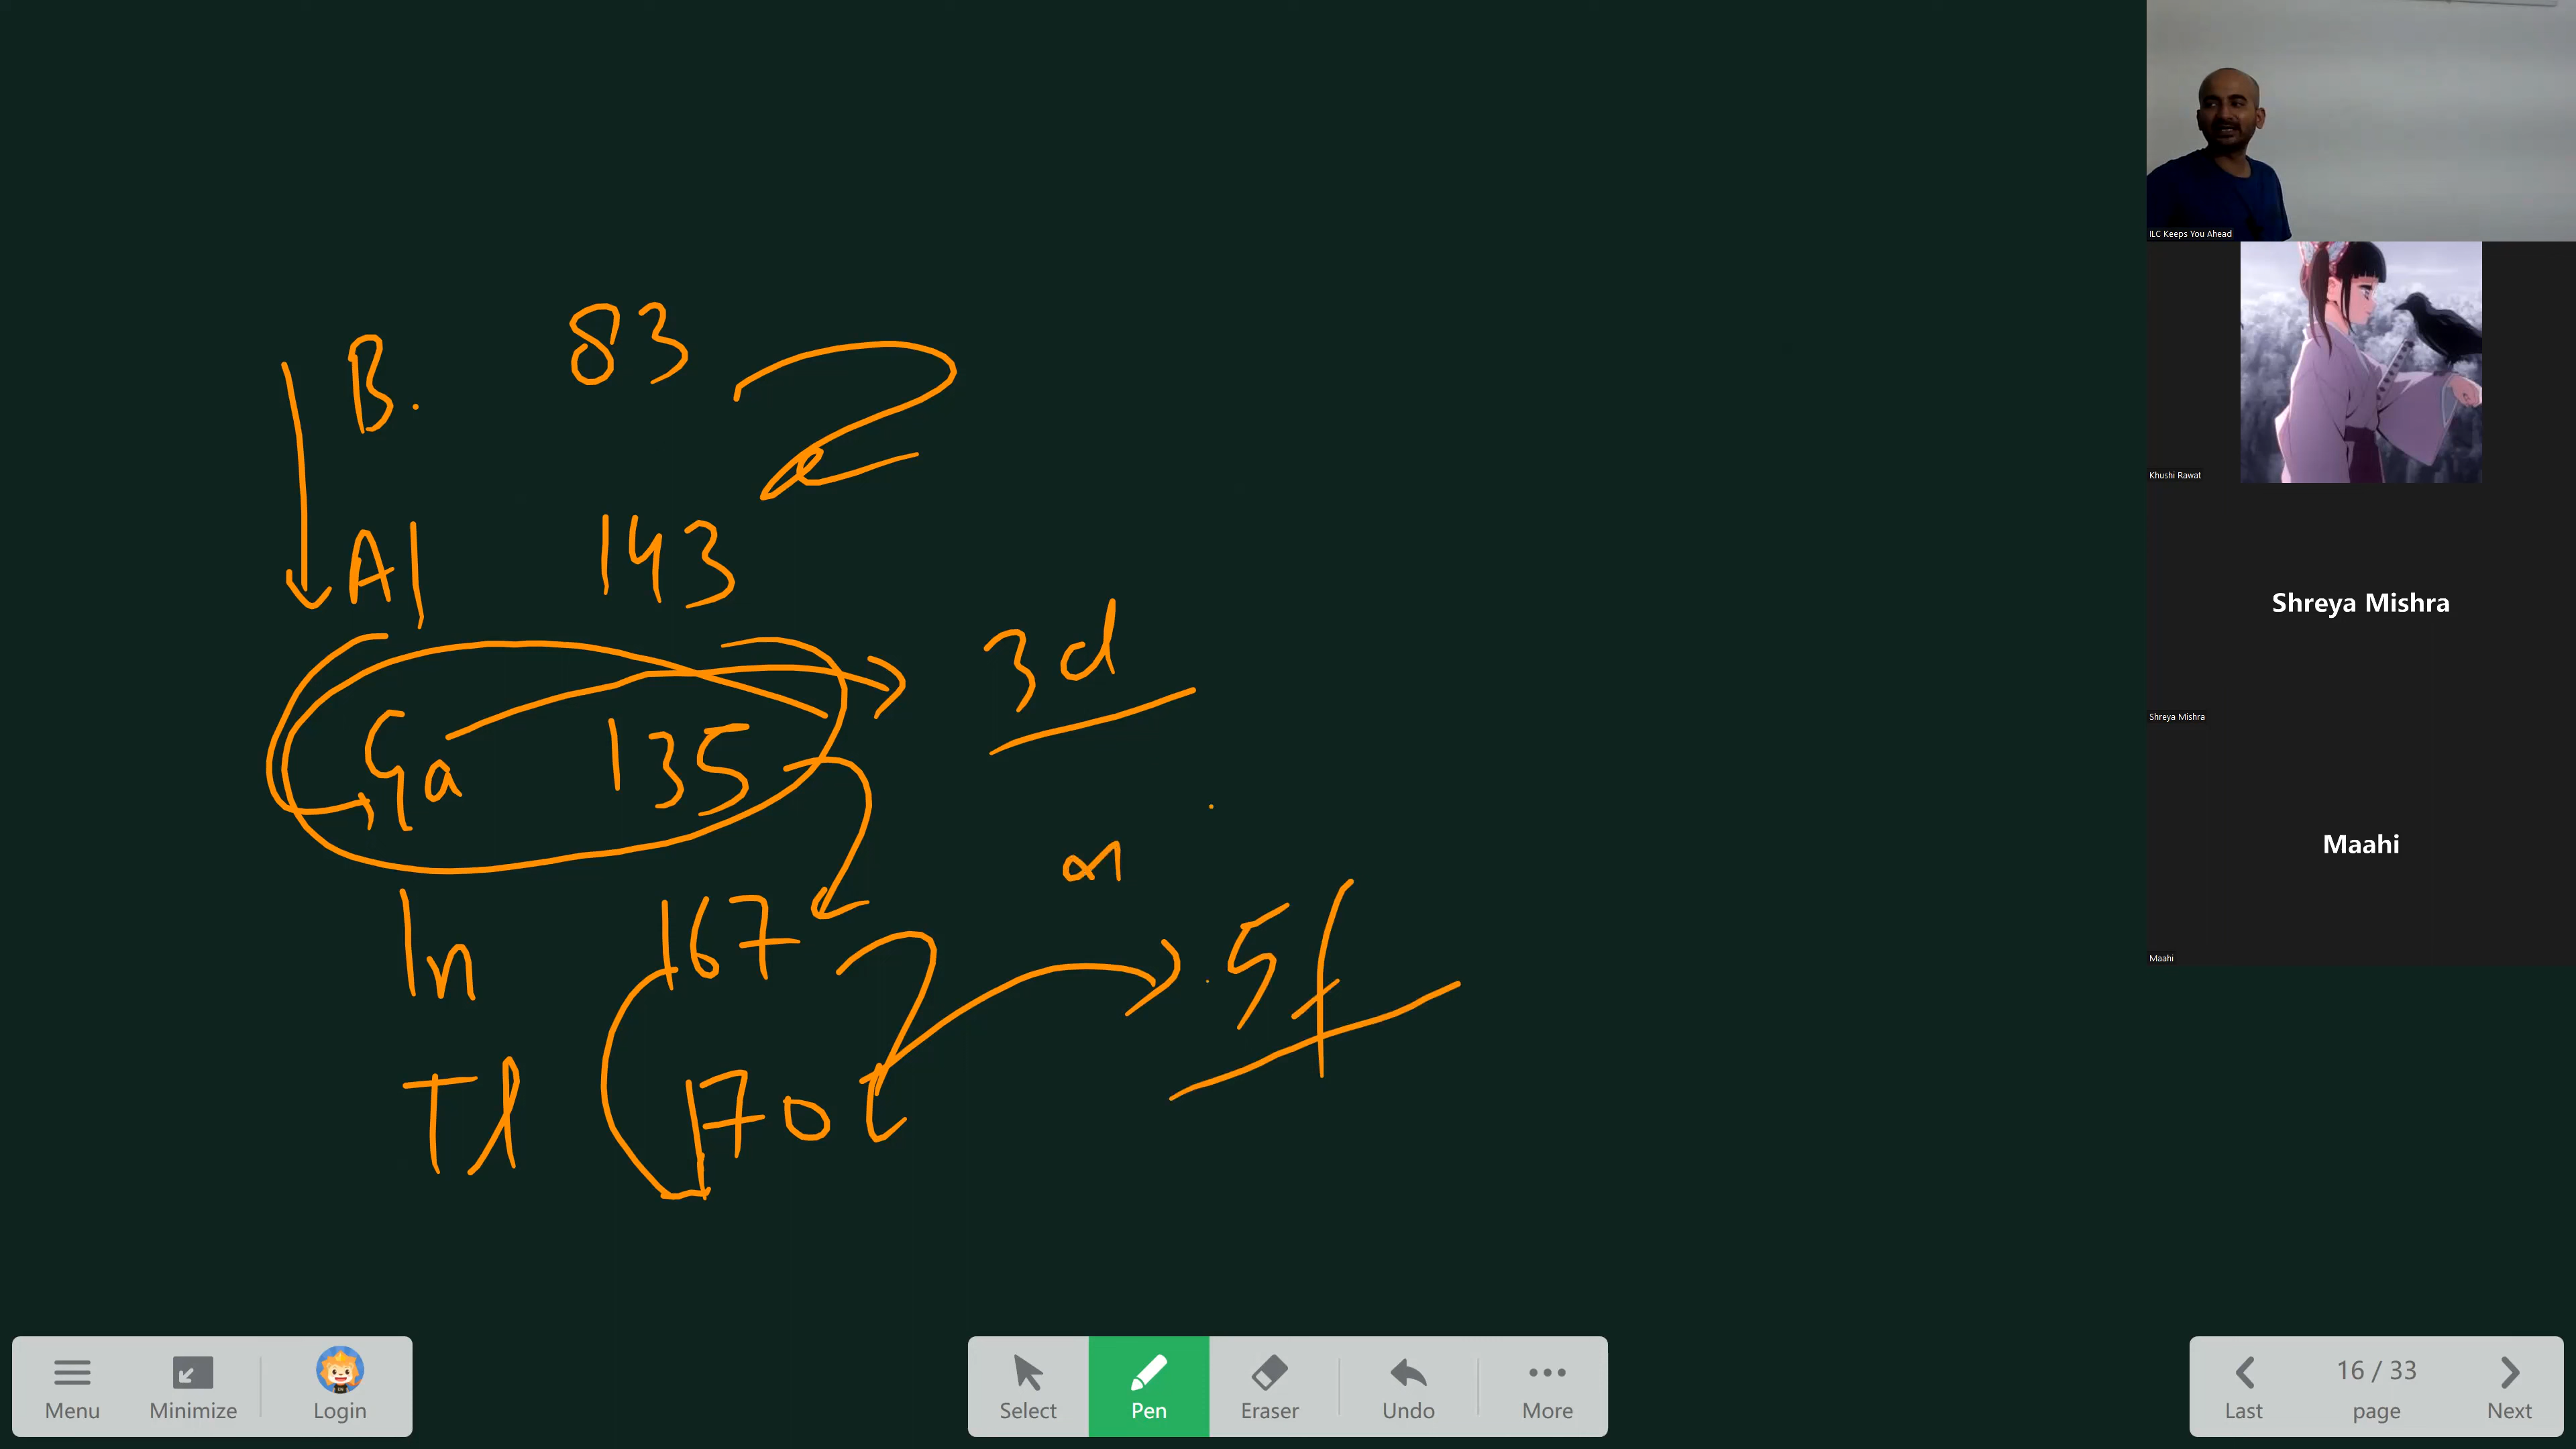 B. 83
Al 143
3d
Ga 135
or
In 167
5f
Tl 170
ILC Keeps You Ahead
Khushi Rawat
Shreya Mishra
Shreya Mishra
Maahi
Maahi
Menu Minimize Login
Select Pen Eraser Undo More
16 / 33
Last page Next